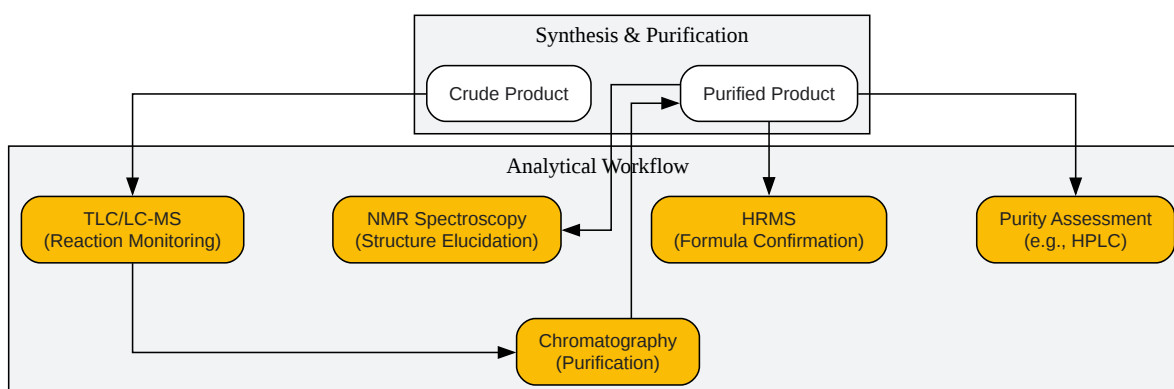 Synthesis & Purification
Crude Product
Purified Product
Analytical Workflow
TLC/LC-MS
(Reaction Monitoring)
NMR Spectroscopy
(Structure Elucidation)
HRMS
(Formula Confirmation)
Purity Assessment
(e.g., HPLC)
Chromatography
(Purification)